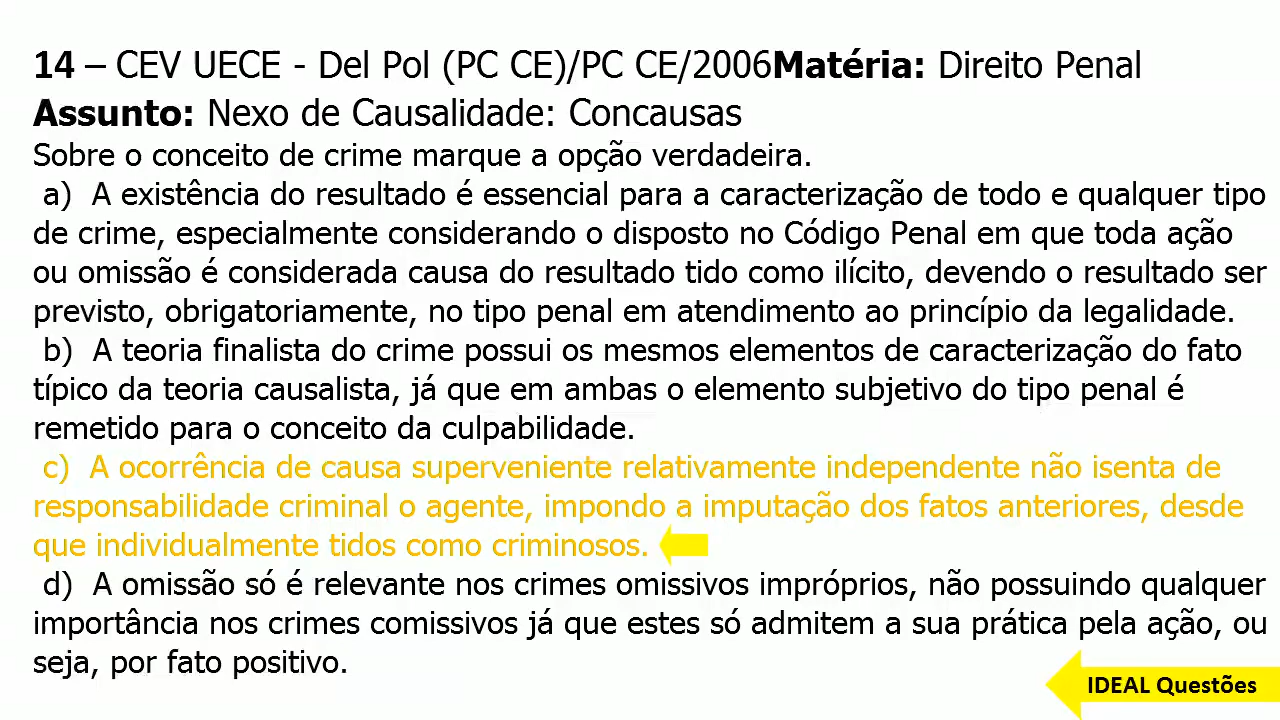 14 – CEV UECE - Del Pol (PC CE)/PC CE/2006Matéria: Direito Penal
Assunto: Nexo de Causalidade: Concausas
Sobre o conceito de crime marque a opção verdadeira.
a) A existência do resultado é essencial para a caracterização de todo e qualquer tipo
de crime, especialmente considerando o disposto no Código Penal em que toda ação
ou omissão é considerada causa do resultado tido como ilícito, devendo o resultado ser
previsto, obrigatoriamente, no tipo penal em atendimento ao princípio da legalidade.
b) A teoria finalista do crime possui os mesmos elementos de caracterização do fato
típico da teoria causalista, já que em ambas o elemento subjetivo do tipo penal é
remetido para o conceito da culpabilidade.
c) A ocorrência de causa superveniente relativamente independente não isenta de
responsabilidade criminal o agente, impondo a imputação dos fatos anteriores, desde
que individualmente tidos como criminosos.
d) A omissão só é relevante nos crimes omissivos impróprios, não possuindo qualquer
importância nos crimes comissivos já que estes só admitem a sua prática pela ação, ou
seja, por fato positivo.
IDEAL Questões